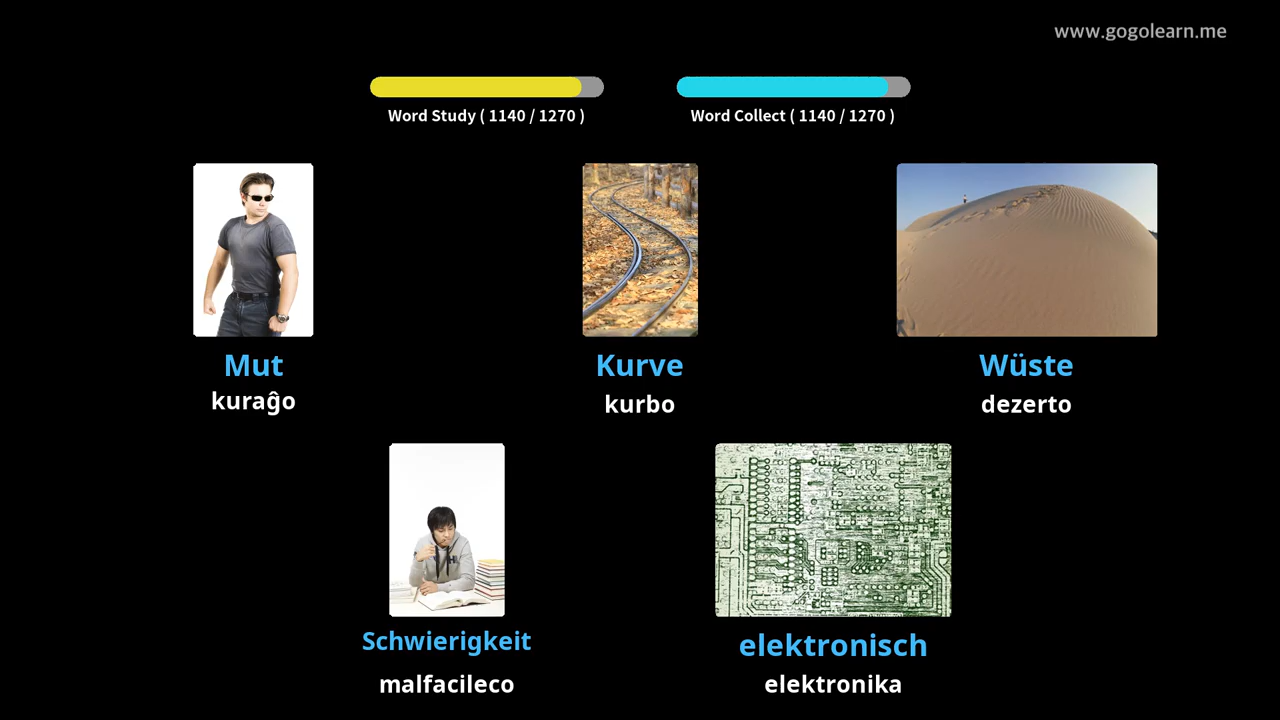 www.gogolearn.me
Word Study ( 1140 / 1270 )
Word Collect ( 1140 / 1270 )
Mut
kuraĝo
Kurve
kurbo
Wüste
dezerto
Schwierigkeit
malfacileco
elektronisch
elektronika